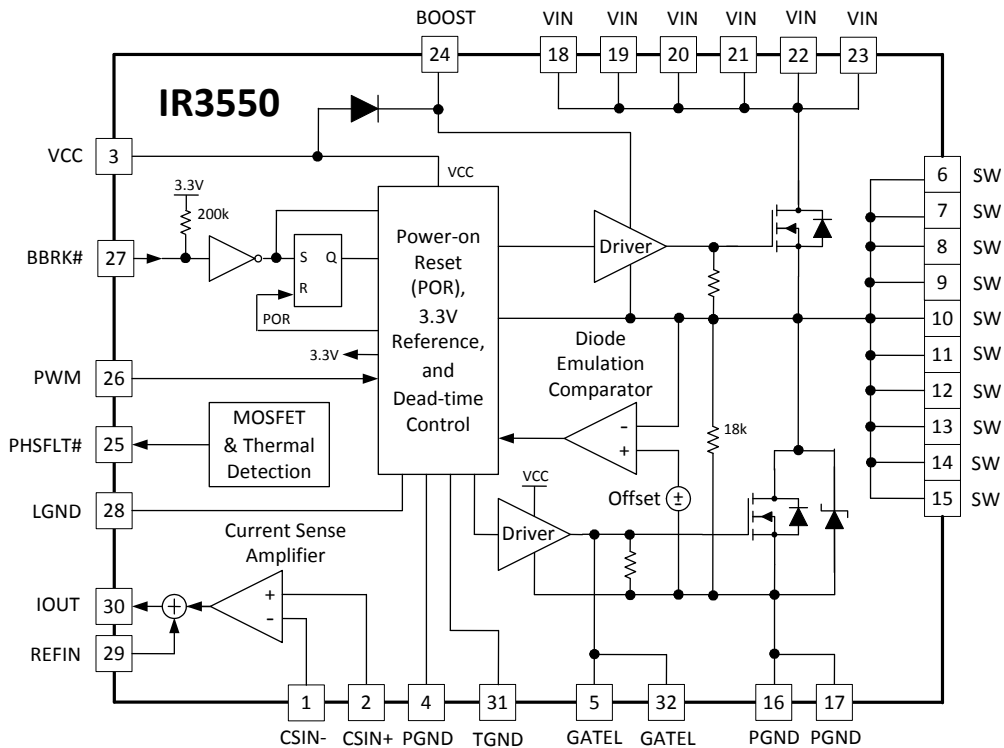 BOOST
VIN
VIN
VIN
VIN
VIN
VIN
24
18
19
20
21
22
23
IR3550
VCC
3
VCC
3.3V
200k
BBRK#
27
S
Q
R
POR
3.3V
Power-on
Reset
(POR),
3.3V
Reference,
and
Dead-time
Control
Driver
6
SW
7
SW
8
SW
9
SW
10
SW
11
SW
12
SW
13
SW
14
SW
15
SW
Diode
Emulation
Comparator
-
+
18k
PWM
26
PHSFLT#
25
MOSFET
& Thermal
Detection
LGND
28
VCC
Offset
±
Driver
Current Sense
Amplifier
+
-
IOUT
30
+
REFIN
29
1
2
4
31
5
32
16
17
CSIN-
CSIN+
PGND
TGND
GATEL
GATEL
PGND
PGND